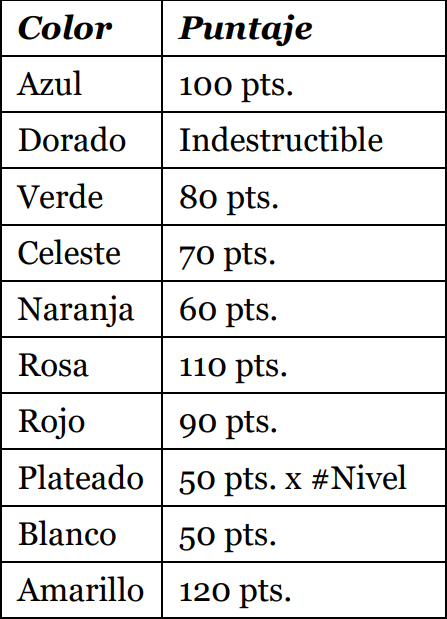 Color Puntaje
Azul 100 pts.
Dorado Indestructible
Verde 80 pts.
Celeste 70 pts.
Naranja 60 pts.
Rosa 110 pts.
Rojo 90 pts.
Plateado 50 pts. x #Nivel
Blanco 50 pts.
Amarillo 120 pts.